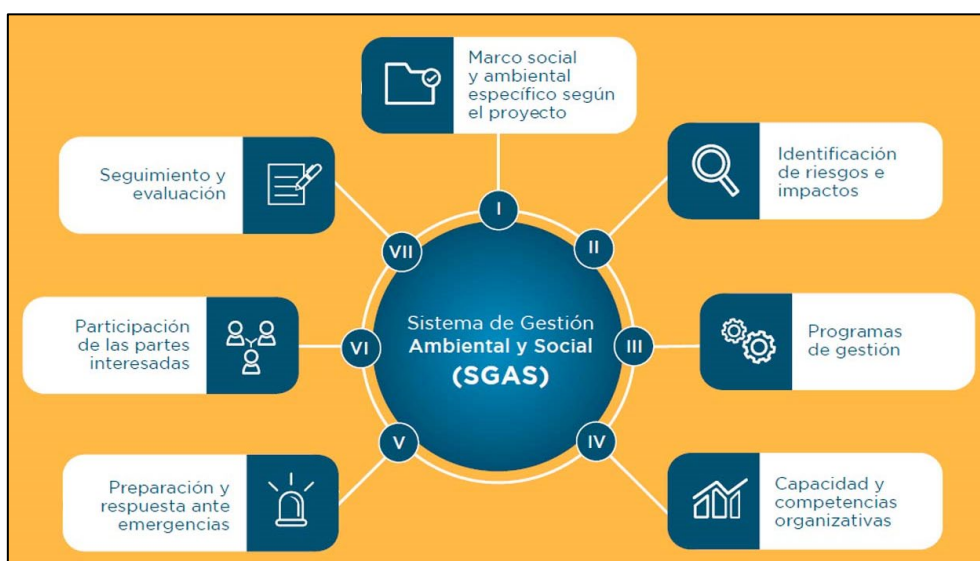 Marco social
y ambiental
específico según
el proyecto
I
Identificación
de riesgos e
impactos
II
Programas
de gestión
III
Capacidad y
competencias
organizativas
IV
Preparación y
respuesta ante
emergencias
V
Participación
de las partes
interesadas
VI
Seguimiento y
evaluación
VII
Sistema de Gestión
Ambiental y Social
(SGAS)